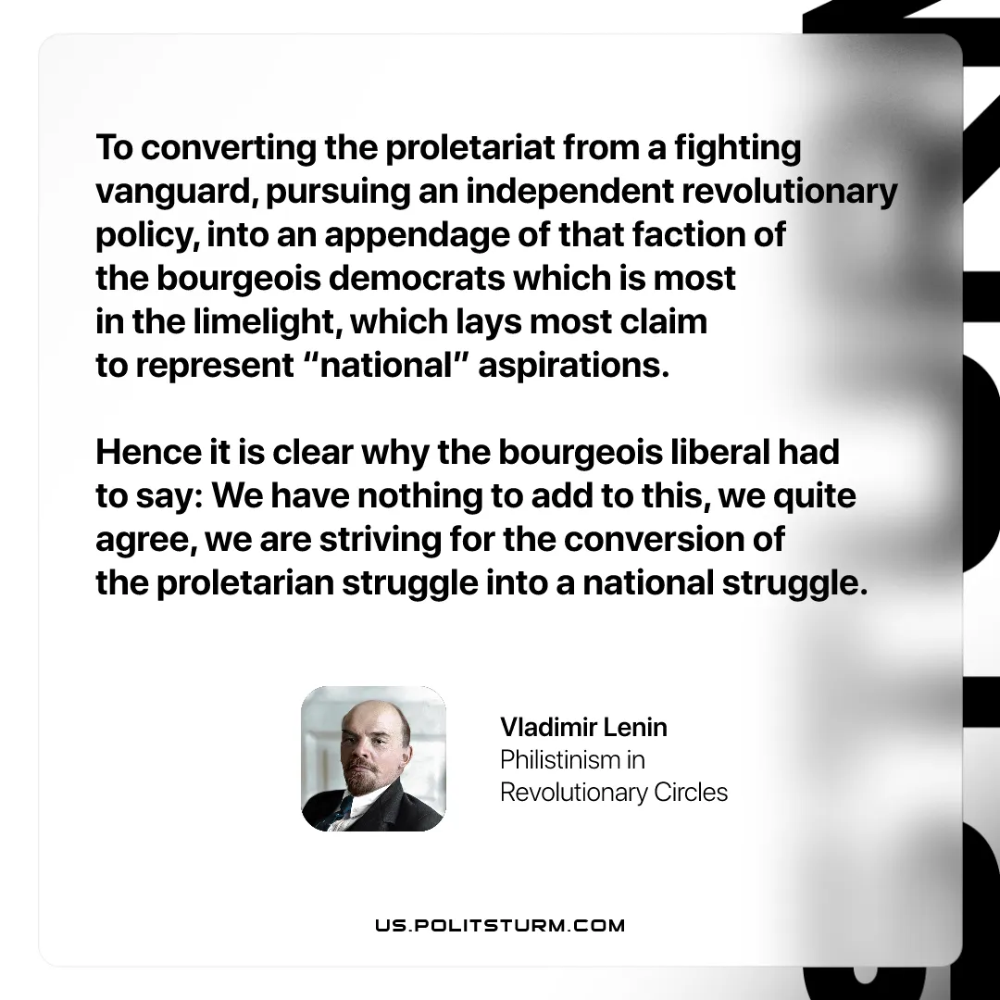 To converting the proletariat from a fighting
vanguard, pursuing an independent revolutionary
policy, into an appendage of that faction of
the bourgeois democrats which is most
in the limelight, which lays most claim
to represent “national” aspirations.
Hence it is clear why the bourgeois liberal had
to say: We have nothing to add to this, we quite
agree, we are striving for the conversion of
the proletarian struggle into a national struggle.
Vladimir Lenin
Philistinism in
Revolutionary Circles
US.POLITSTURM.COM